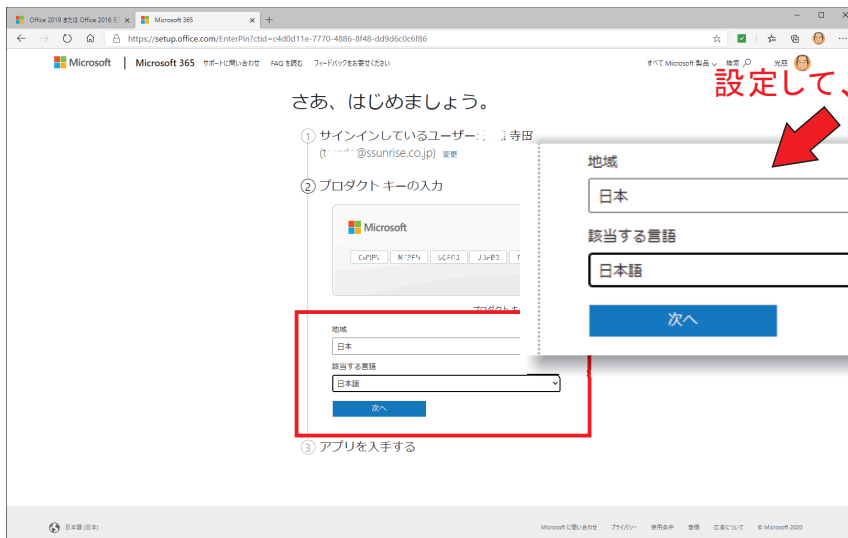 Office 2019 または Office 2016 を
Microsoft 365
https://setup.office.com/EnterPin?ctid=c4d0d11e-7770-4886-8f48-dd9d6c0c6f86
Microsoft | Microsoft 365 サポートに問い合わせ FAQ を読む フィードバックをお寄せください
すべて Microsoft 製品 検索
設定して、
さあ、はじめましょう。
① サインインしているユーザー: 寺田
@ssunrise.co.jp) 変更
② プロダクト キーの入力
Microsoft
プロダクト キ
地域
日本
該当する言語
日本語
次へ
地域
日本
該当する言語
日本語
次へ
③ アプリを入手する
日本語 (日本)
Microsoft に問い合わせ プライバシー 使用条件 商標 広告について © Microsoft 2020